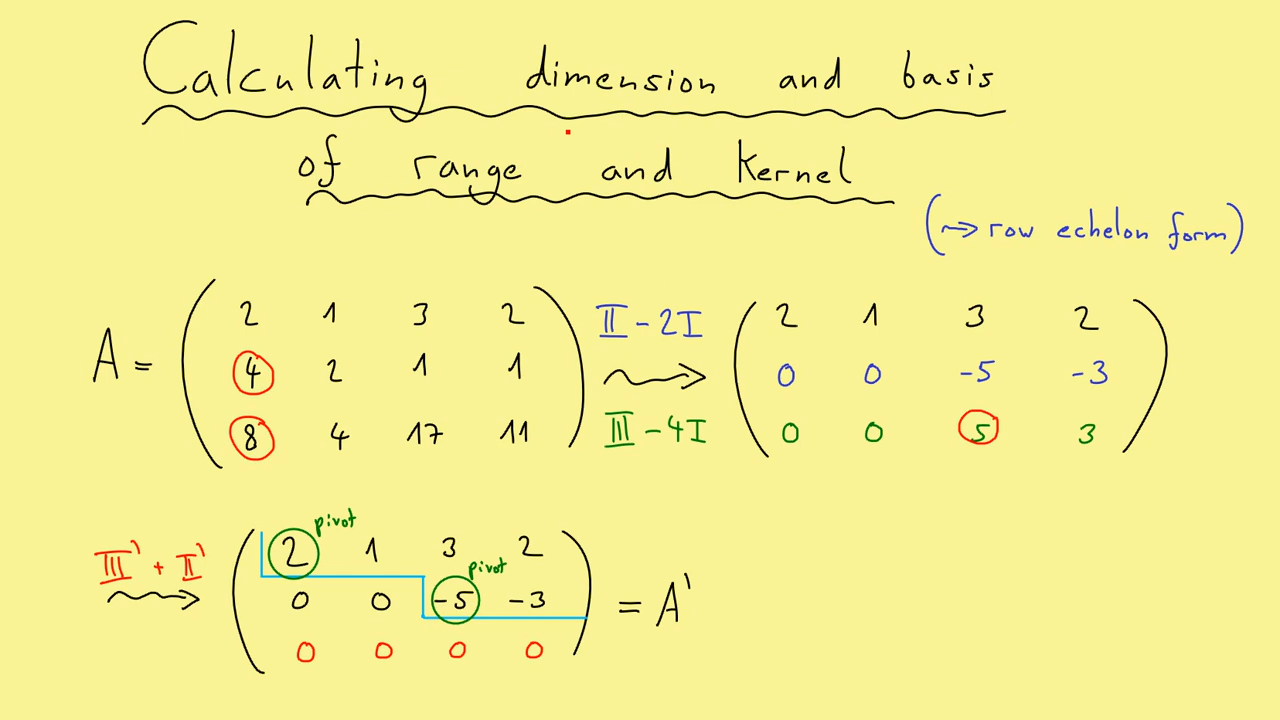 Calculating dimension and basis
of range and kernel
(⇝ row echelon form)
A = ( 2 1 3 2 ) II - 2I ( 2 1 3 2 )
( 4 2 1 1 ) ⇝ ( 0 0 -5 -3 )
( 8 4 17 11 ) III - 4I ( 0 0 5 3 )
pivot
III' + II' ( 2 1 3 2 )
pivot
⇝ ( 0 0 -5 -3 ) = A'
( 0 0 0 0 )